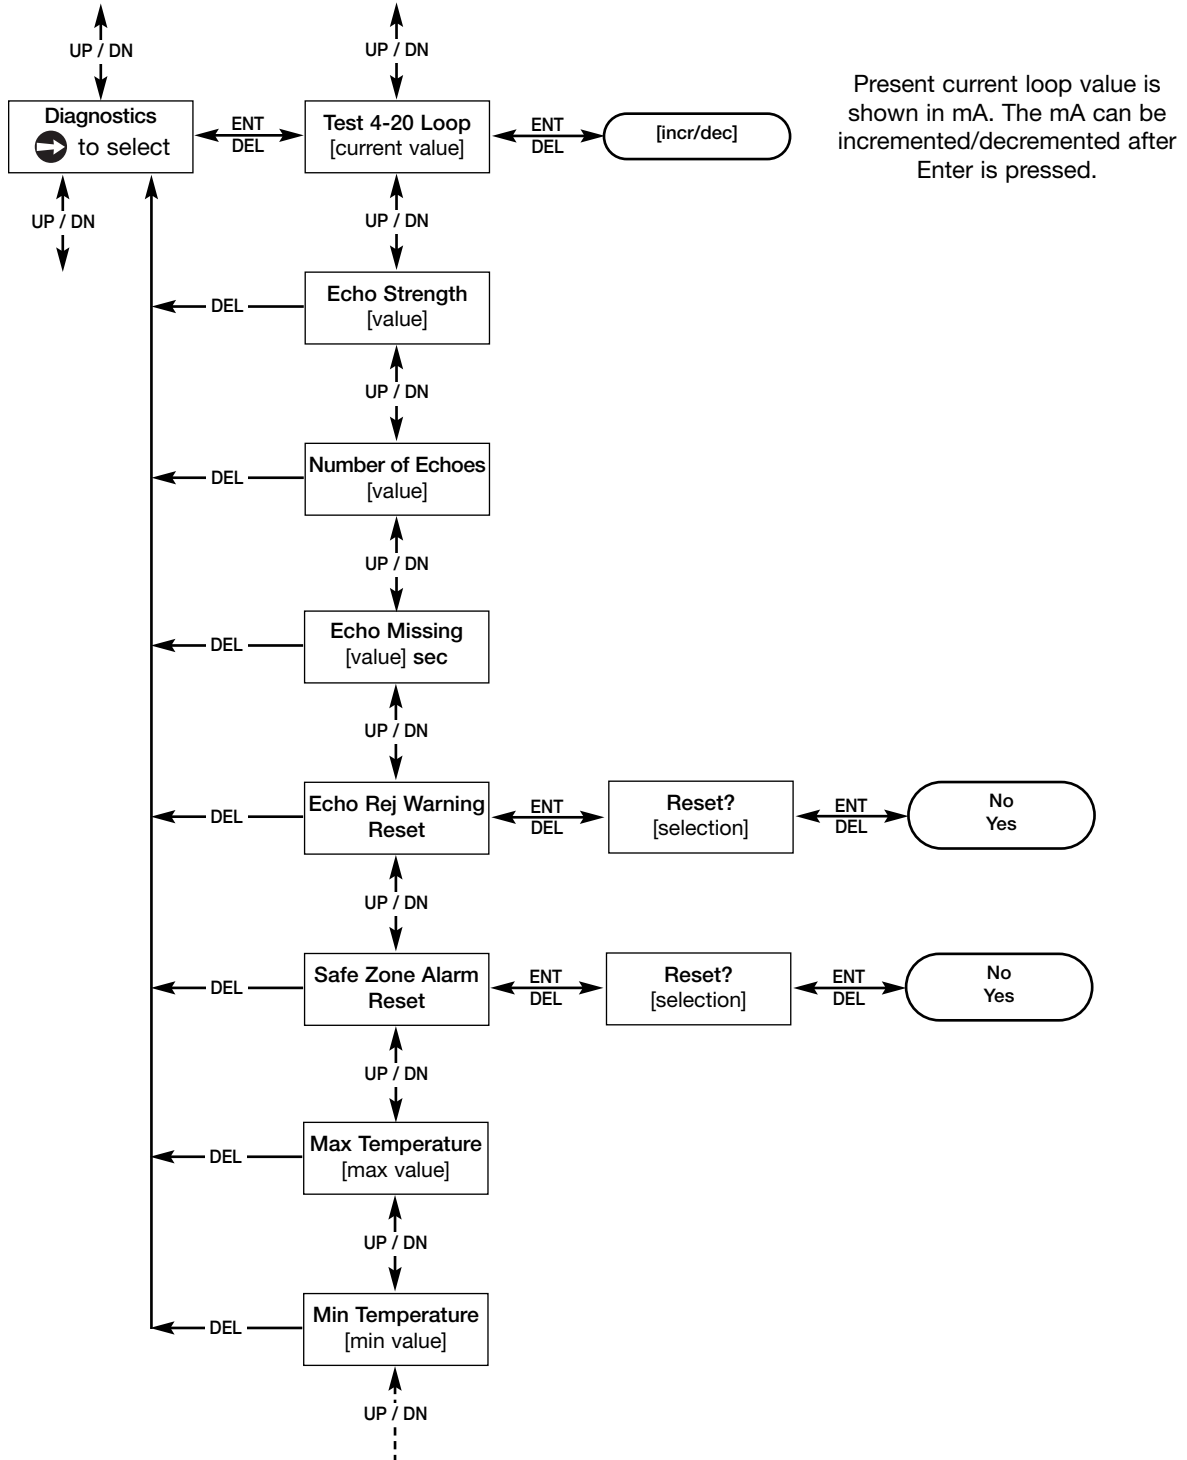 UP / DN
UP / DN
Diagnostics
to select
ENT
DEL
Test 4-20 Loop
[current value]
ENT
DEL
[incr/dec]
Present current loop value is
shown in mA. The mA can be
incremented/decremented after
Enter is pressed.
UP / DN
UP / DN
DEL
Echo Strength
[value]
UP / DN
DEL
Number of Echoes
[value]
UP / DN
DEL
Echo Missing
[value] sec
UP / DN
DEL
Echo Rej Warning
Reset
ENT
DEL
Reset?
[selection]
ENT
DEL
No
Yes
UP / DN
DEL
Safe Zone Alarm
Reset
ENT
DEL
Reset?
[selection]
ENT
DEL
No
Yes
UP / DN
DEL
Max Temperature
[max value]
UP / DN
DEL
Min Temperature
[min value]
UP / DN